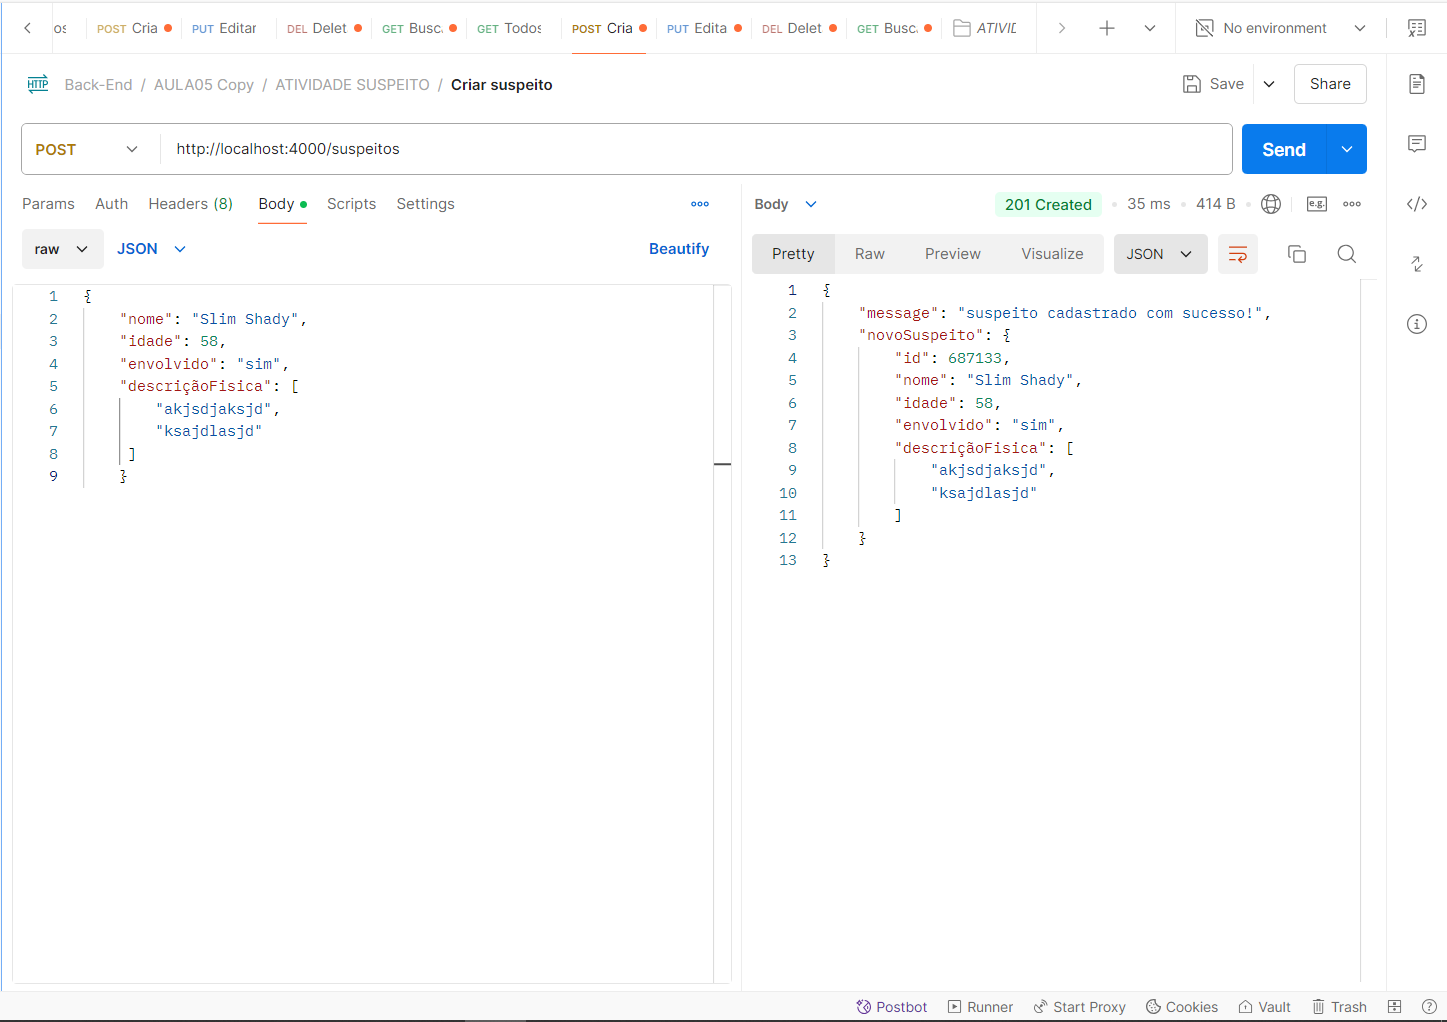 os POST Cria PUT Editar DEL Delet GET Busc GET Todos POST Cria PUT Edita DEL Delet GET Busc ATIVIE No environment
HTTP Back-End / AULA05 Copy / ATIVIDADE SUSPEITO / Criar suspeito Save Share
POST http://localhost:4000/suspeitos Send
Params Auth Headers (8) Body Scripts Settings
raw JSON Beautify
1 {
2 "nome": "Slim Shady",
3 "idade": 58,
4 "envolvido": "sim",
5 "descriçãoFisica": [
6 "akjsdjaksjd",
7 "ksajdlasjd"
8 ]
9 }
Body 201 Created 35 ms 414 B e.g.
Pretty Raw Preview Visualize JSON
1 {
2 "message": "suspeito cadastrado com sucesso!",
3 "novoSuspeito": {
4 "id": 687133,
5 "nome": "Slim Shady",
6 "idade": 58,
7 "envolvido": "sim",
8 "descriçãoFisica": [
9 "akjsdjaksjd",
10 "ksajdlasjd"
11 ]
12 }
13 }
Postbot Runner Start Proxy Cookies Vault Trash